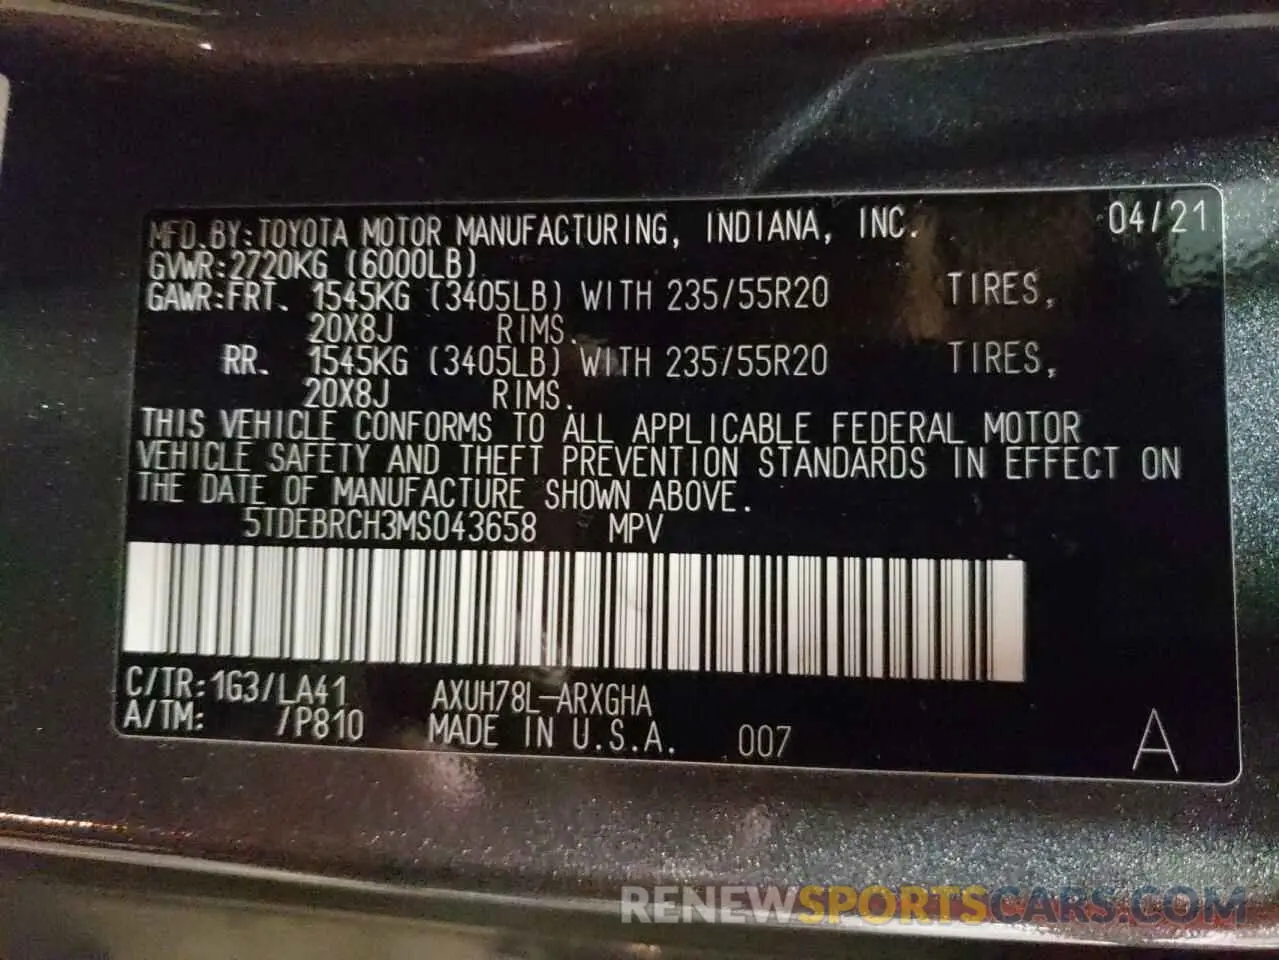 MFD.BY:TOYOTA MOTOR MANUFACTURING, INDIANA, INC. 04/21
GVWR:2720KG (6000LB)
GAWR:FRT. 1545KG (3405LB) WITH 235/55R20 TIRES,
20X8J RIMS.
RR. 1545KG (3405LB) WITH 235/55R20 TIRES,
20X8J RIMS.
THIS VEHICLE CONFORMS TO ALL APPLICABLE FEDERAL MOTOR
VEHICLE SAFETY AND THEFT PREVENTION STANDARDS IN EFFECT ON
THE DATE OF MANUFACTURE SHOWN ABOVE.
5TDEBRCH3MS043658 MPV
C/TR:1G3/LA41 AXUH78L-ARXGHA
A/TM: /P810 MADE IN U.S.A. 007 A
RENEWSPORTSCARS.COM